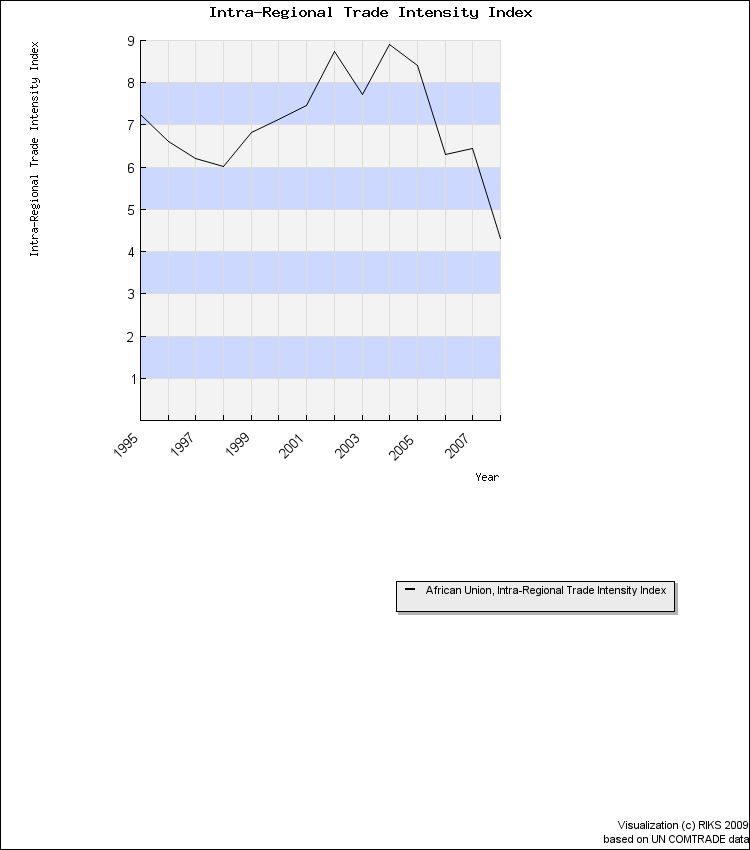 Intra-Regional Trade Intensity Index
Intra-Regional Trade Intensity Index
9
8
7
6
5
4
3
2
1
1995
1997
1999
2001
2003
2005
2007
Year
African Union, Intra-Regional Trade Intensity Index
Visualization (c) RIKS 2009
based on UN COMTRADE data